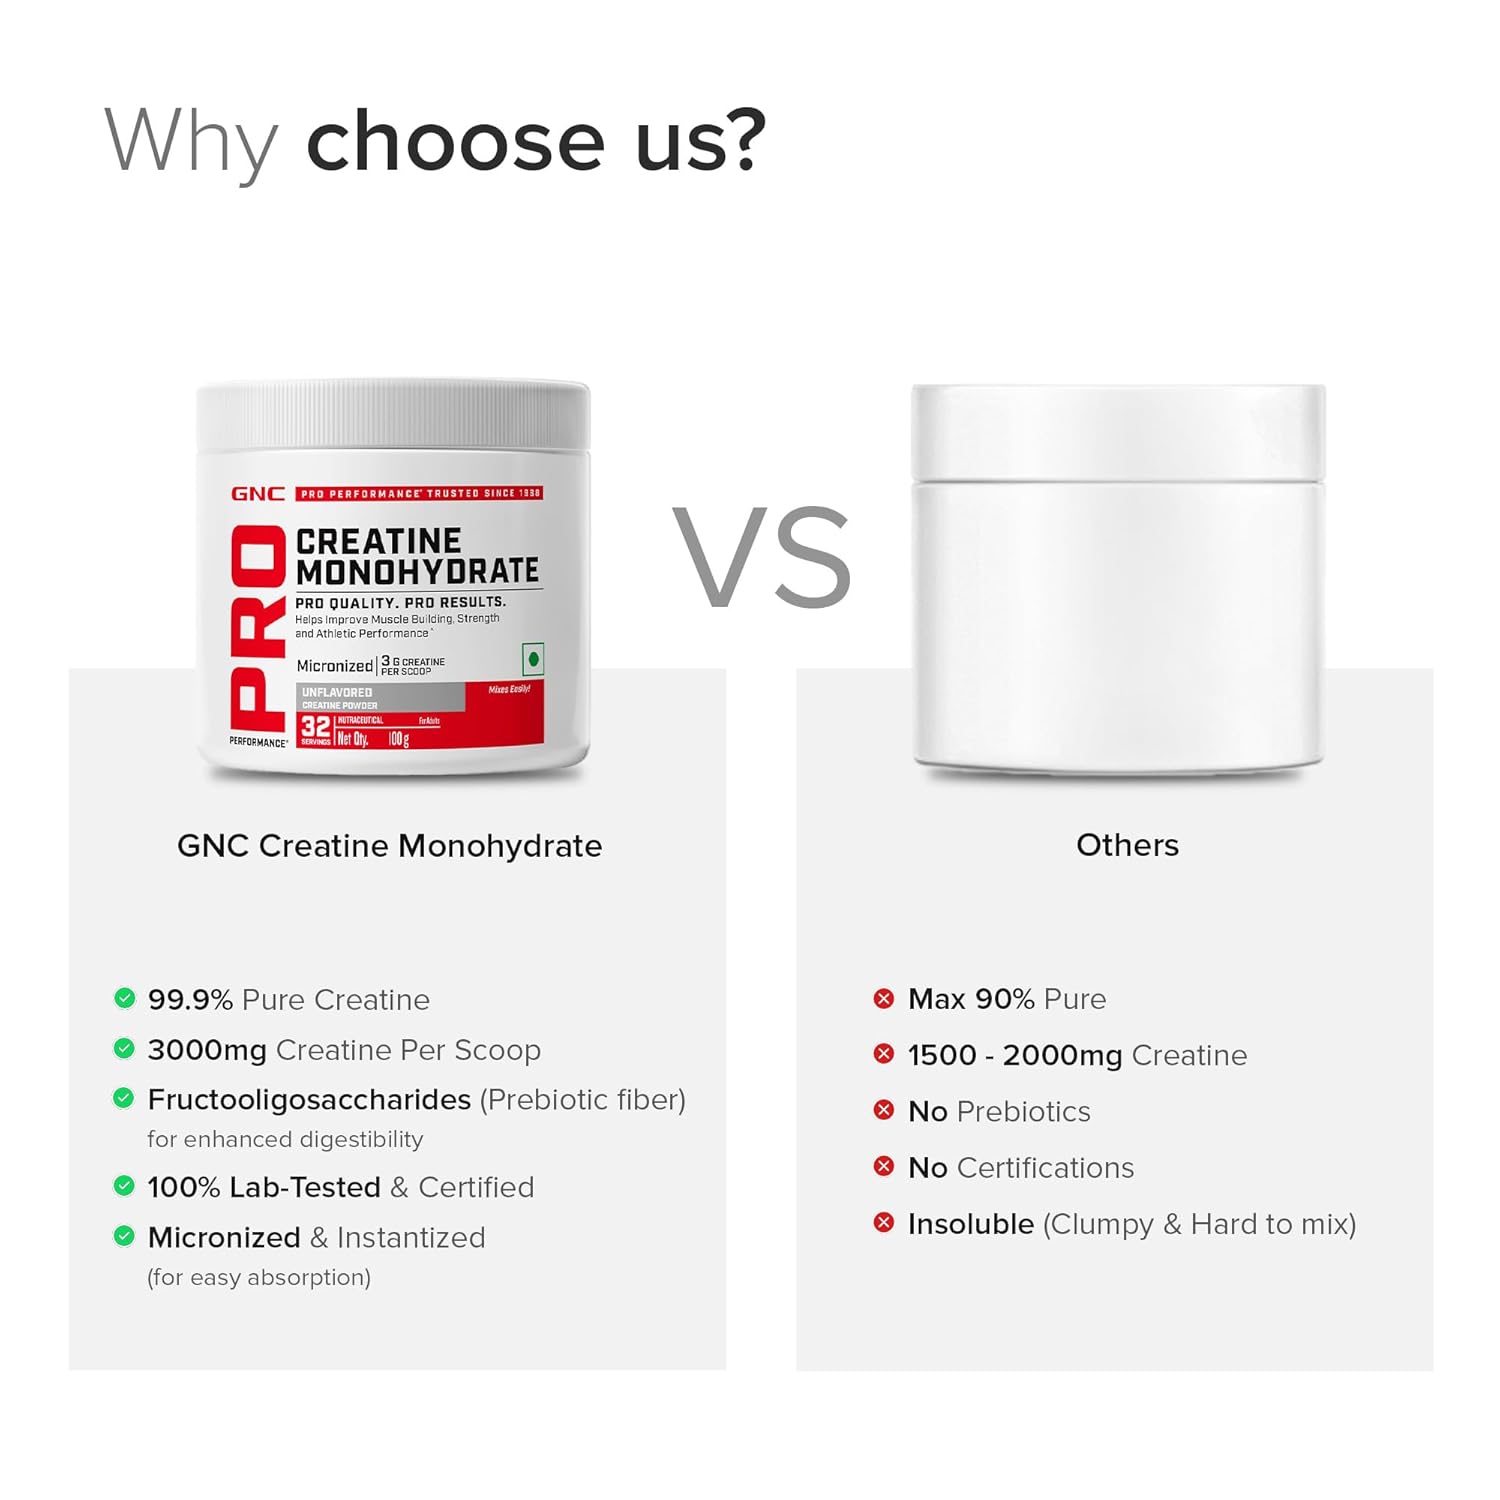 Why choose us?
GNC PRO PERFORMANCE® TRUSTED SINCE 1988
PRO
PERFORMANCE®
CREATINE
MONOHYDRATE
PRO QUALITY. PRO RESULTS.
Helps Improve Muscle Building, Strength
and Athletic Performance^
Micronized | 3 G CREATINE
PER SCOOP
UNFLAVORED
CREATINE POWDER
Mixes Easily!
32
SERVINGS
NUTRACEUTICAL For Adults
Net Qty. 100 g
VS
GNC Creatine Monohydrate
99.9% Pure Creatine
3000mg Creatine Per Scoop
Fructooligosaccharides (Prebiotic fiber)
for enhanced digestibility
100% Lab-Tested & Certified
Micronized & Instantized
(for easy absorption)
Others
Max 90% Pure
1500 - 2000mg Creatine
No Prebiotics
No Certifications
Insoluble (Clumpy & Hard to mix)